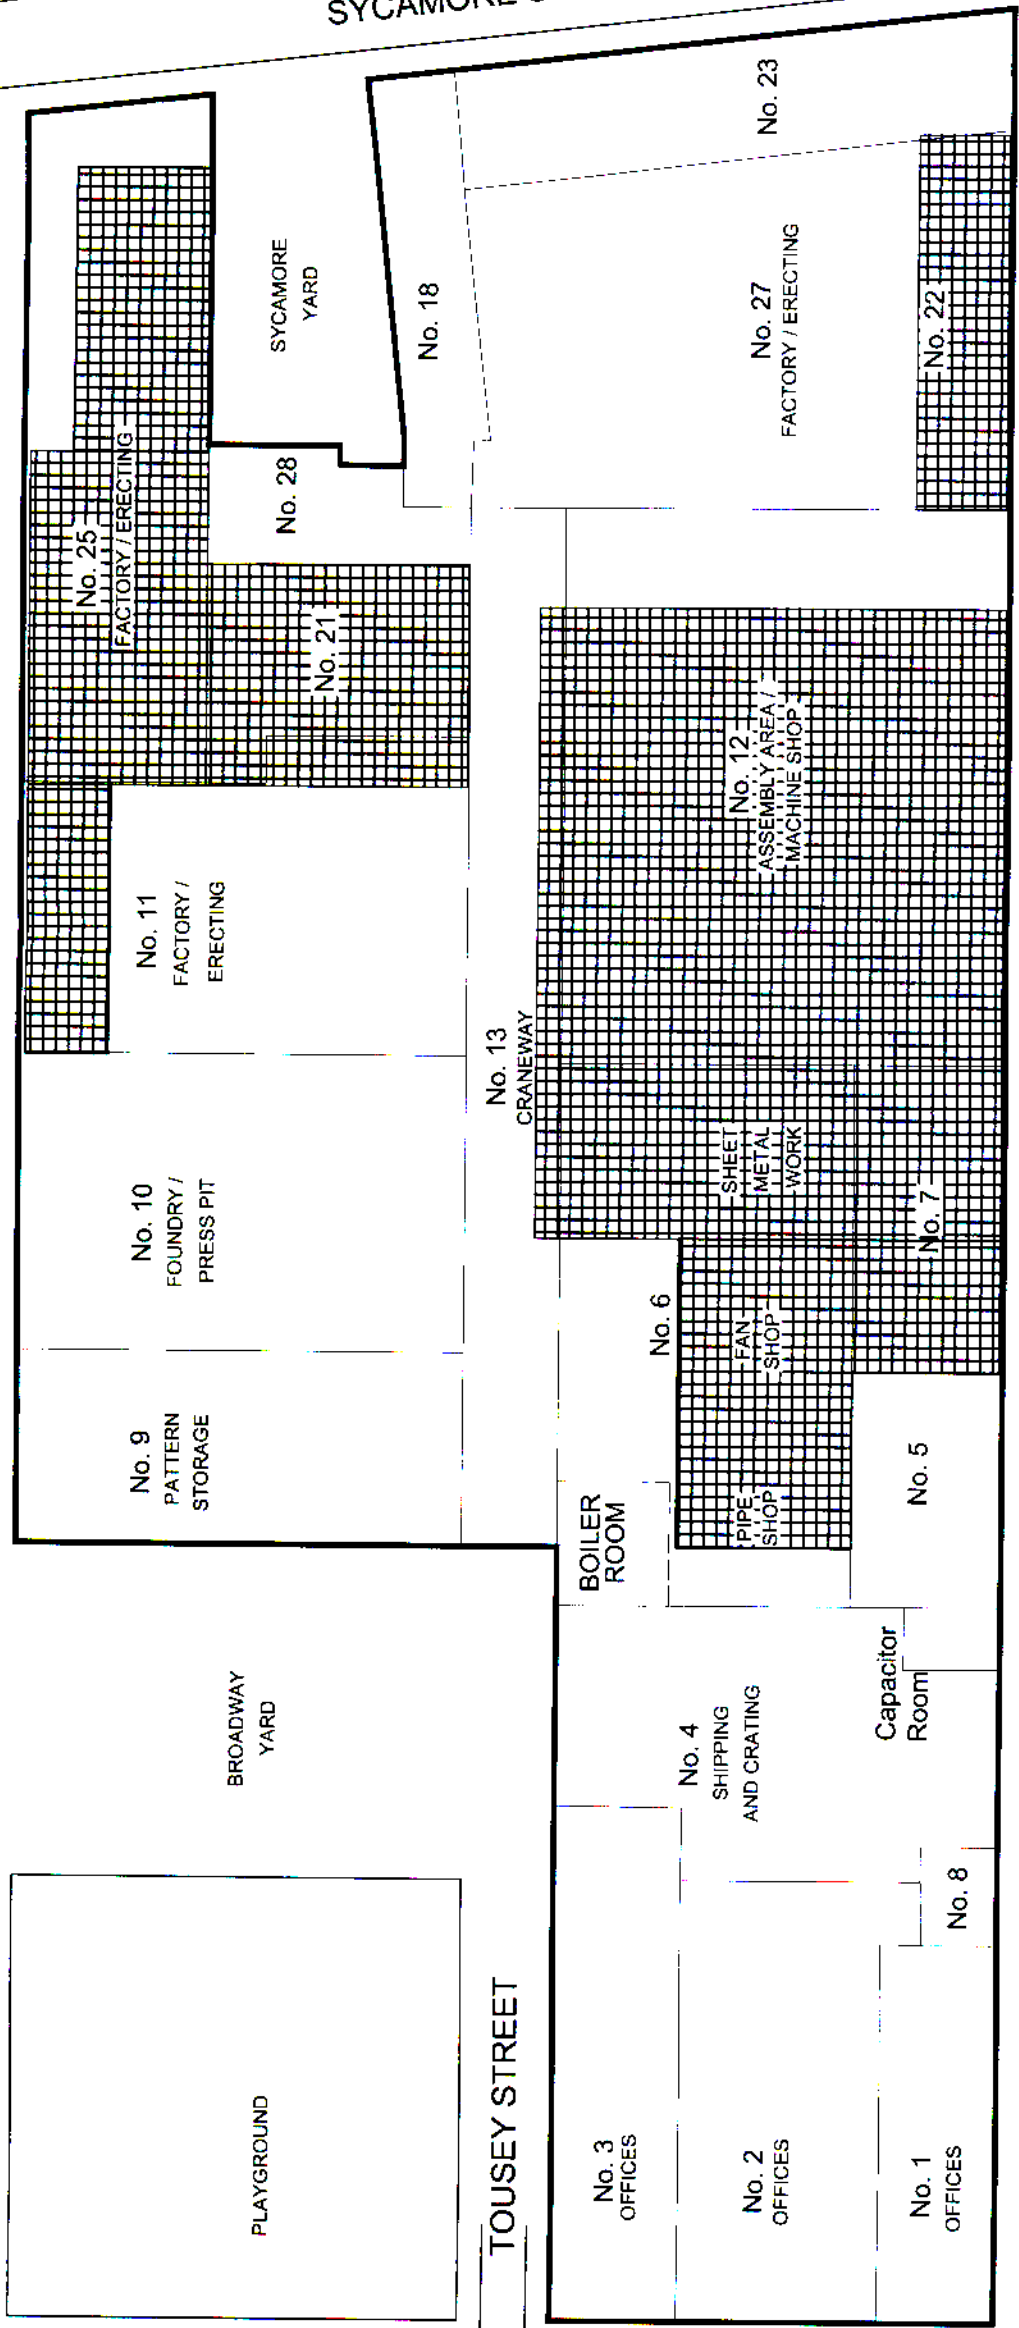 SYCAMORE
No. 23
SYCAMORE
YARD
No. 18
No. 27
FACTORY / ERECTING
No. 22
No. 25
FACTORY / ERECTING
No. 28
No. 21
No. 12
ASSEMBLY AREA /
MACHINE SHOP
No. 11
FACTORY /
ERECTING
No. 13
CRANEWAY
No. 10
FOUNDRY /
PRESS PIT
SHEET
METAL
WORK
No. 7
No. 6
FAN
SHOP
No. 9
PATTERN
STORAGE
BOILER
ROOM
PIPE
SHOP
No. 5
BROADWAY
YARD
No. 4
SHIPPING
AND CRATING
Capacitor
Room
No. 8
PLAYGROUND
TOUSEY STREET
No. 3
OFFICES
No. 2
OFFICES
No. 1
OFFICES